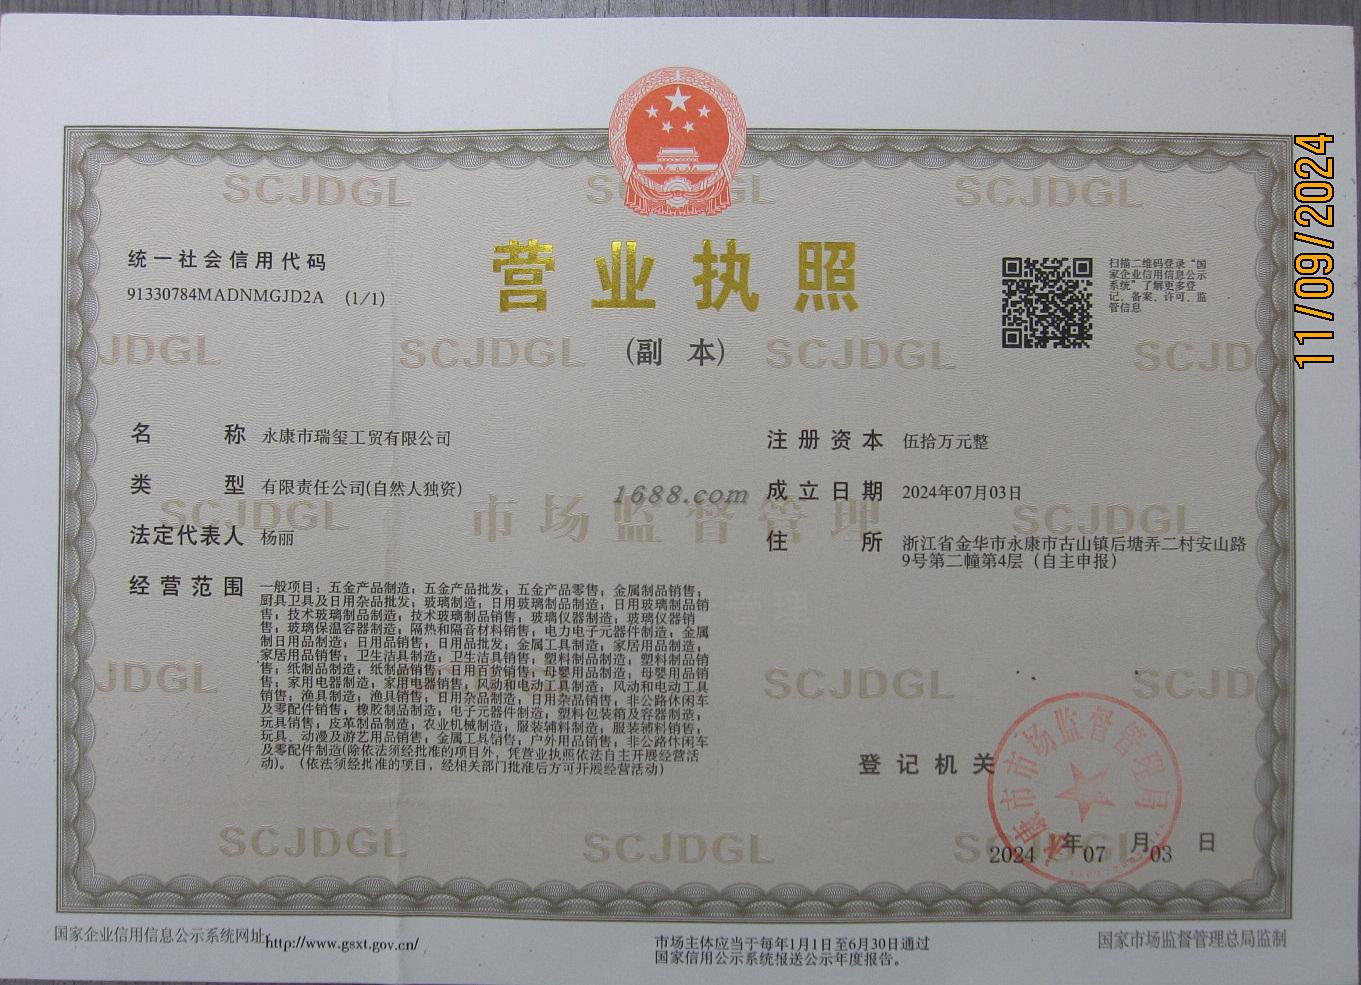 11/09/2024
统一社会信用代码
91330784MADNMGJD2A (1/1)
营业执照
(副 本)
扫描二维码登录“国
家企业信用信息公示
系统”了解更多登
记、备案、许可、监
管信息
名 称 永康市瑞玺工贸有限公司
类 型 有限责任公司(自然人独资)
法定代表人 杨丽
经营范围 一般项目：五金产品制造；五金产品批发；五金产品零售；金属制品销售；
厨具卫具及日用杂品批发；玻璃制造；日用玻璃制品制造；日用玻璃制品销
售；技术玻璃制品制造；技术玻璃制品销售；玻璃仪器制造；玻璃仪器销
售；玻璃保温容器制造；隔热和隔音材料销售；电力电子元器件制造；金属
制日用品制造；日用品销售；日用品批发；金属工具制造；家居用品制造；
家居用品销售；卫生洁具制造；卫生洁具销售；塑料制品制造；塑料制品销
售；纸制品制造；纸制品销售；日用百货销售；母婴用品制造；母婴用品销
售；家用电器制造；家用电器销售；风动和电动工具制造；风动和电动工具
销售；渔具制造；渔具销售；日用杂品制造；日用杂品销售；非公路休闲车
及零配件销售；橡胶制品制造；电子元器件制造；塑料包装箱及容器制造；
玩具销售；皮革制品制造；农业机械制造；服装辅料制造；服装辅料销售；
玩具、动漫及游艺用品销售；金属工具销售；户外用品销售；非公路休闲车
及零配件制造(除依法须经批准的项目外，凭营业执照依法自主开展经营活
动)。（依法须经批准的项目，经相关部门批准后方可开展经营活动）
注册资本 伍拾万元整
成立日期 2024年07月03日
住 所 浙江省金华市永康市古山镇后塘弄二村安山路
9号第二幢第4层（自主申报）
1688.com
市场监督管理
SCJDGL
登记机关
市市场监督管理局
2024年07月03日
国家企业信用信息公示系统网址:http://www.gsxt.gov.cn/
市场主体应当于每年1月1日至6月30日通过
国家信用公示系统报送公示年度报告。
国家市场监督管理总局监制